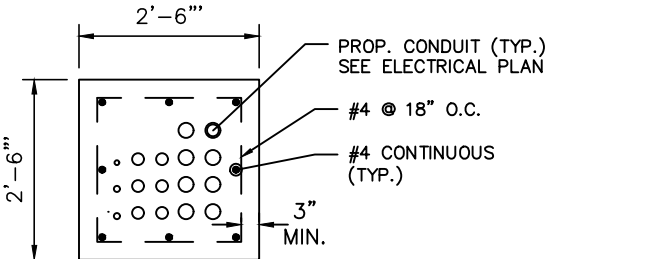 2'-6"'
PROP. CONDUIT (TYP.)
SEE ELECTRICAL PLAN
#4 @ 18" O.C.
#4 CONTINUOUS
(TYP.)
2'-6"'
3"
MIN.